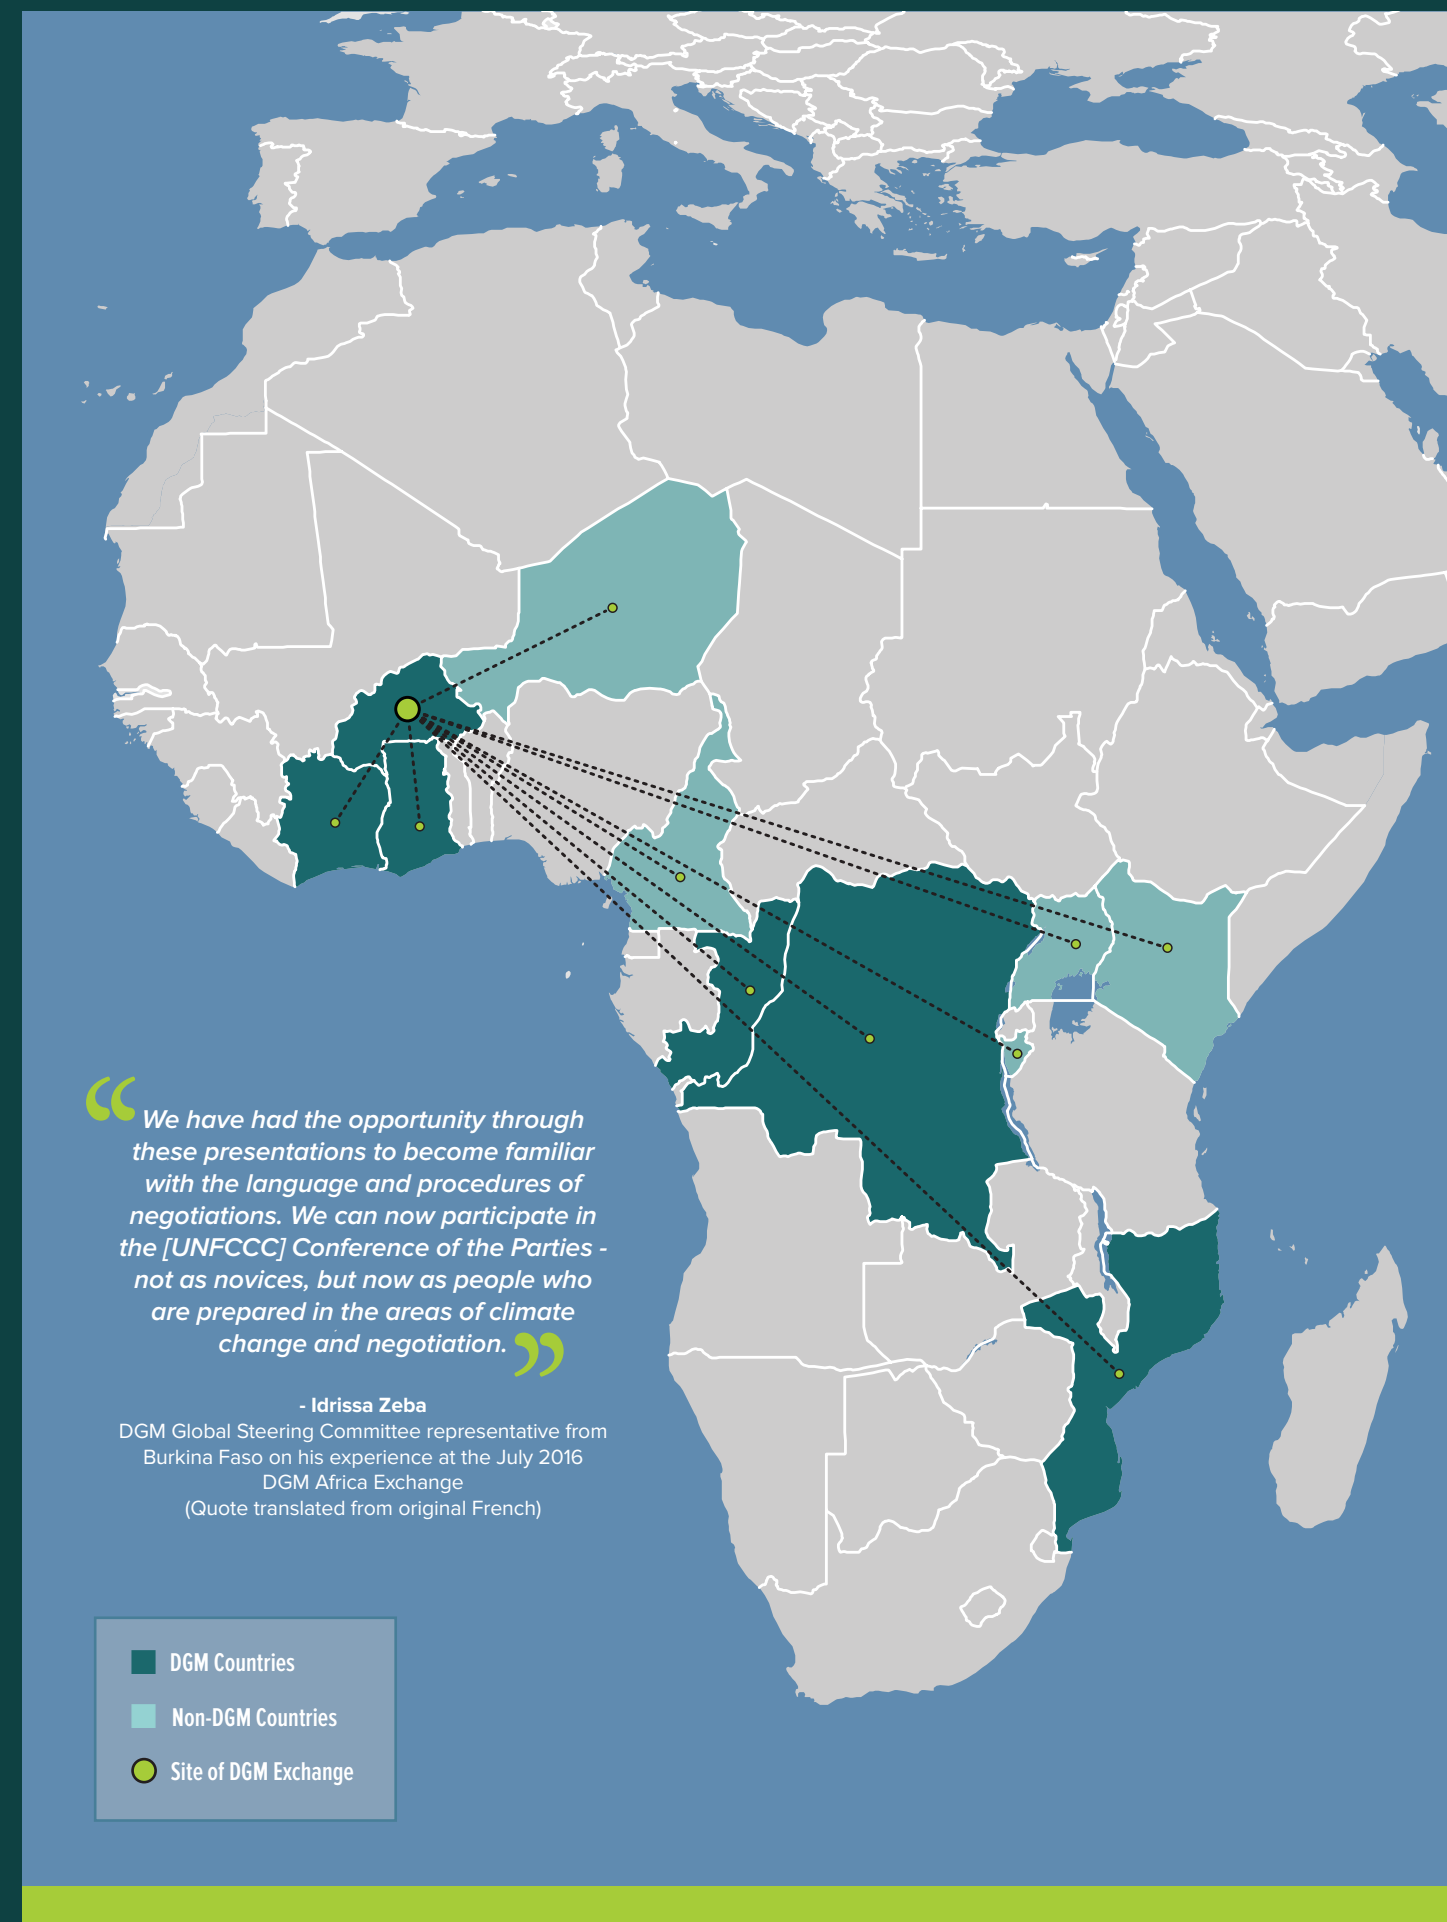 “ We have had the opportunity through
these presentations to become familiar
with the language and procedures of
negotiations. We can now participate in
the [UNFCCC] Conference of the Parties -
not as novices, but now as people who
are prepared in the areas of climate
change and negotiation. ”
- Idrissa Zeba
DGM Global Steering Committee representative from
Burkina Faso on his experience at the July 2016
DGM Africa Exchange
(Quote translated from original French)
DGM Countries
Non-DGM Countries
Site of DGM Exchange